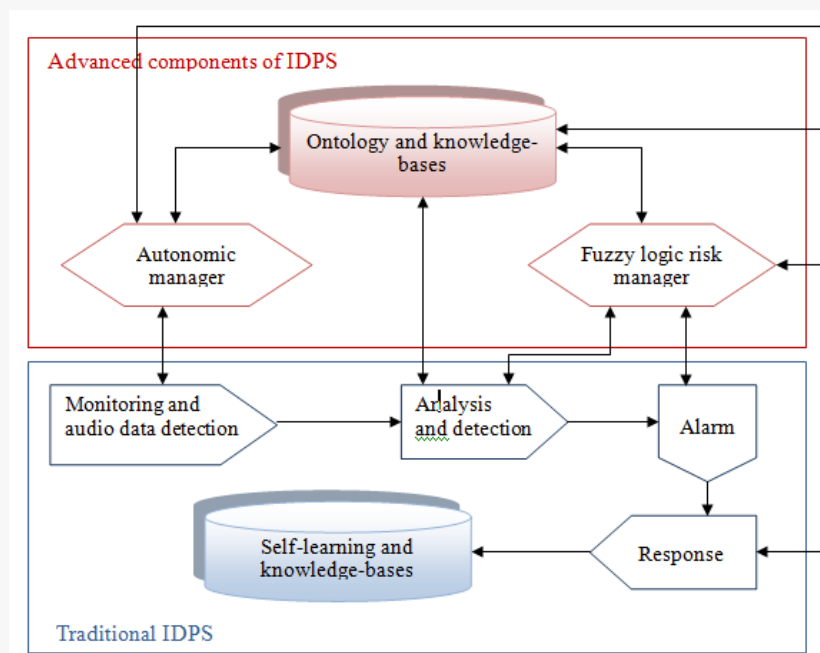 Advanced components of IDPS
Ontology and knowledge-
bases
Autonomic
manager
Fuzzy logic risk
manager
Monitoring and
audio data detection
Analysis
and detection
Alarm
Self-learning and
knowledge-bases
Response
Traditional IDPS